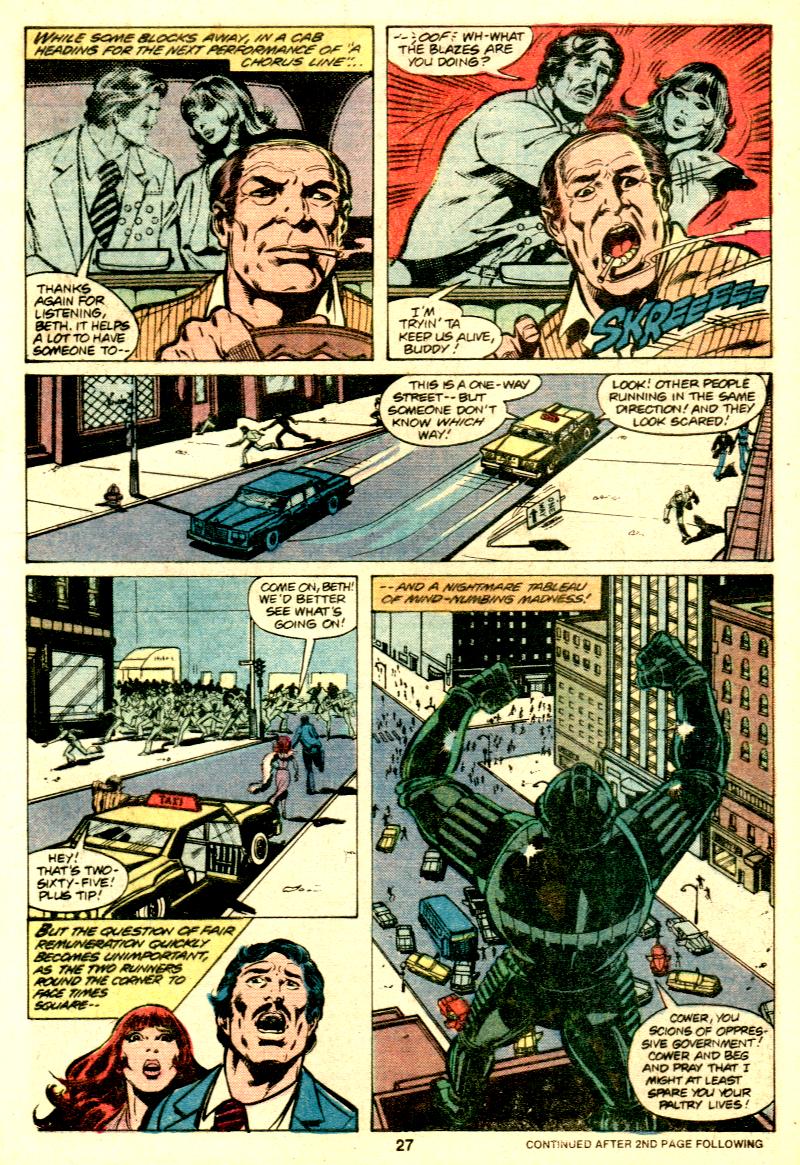 WHILE SOME BLOCKS AWAY, IN A CAB
HEADING FOR THE NEXT PERFORMANCE OF "A
CHORUS LINE"...
THANKS
AGAIN FOR
LISTENING,
BETH. IT HELPS
A LOT TO HAVE
SOMEONE TO--
--:OOF: WH-WHAT
THE BLAZES ARE
YOU DOING?
I'M
TRYIN' TA
KEEP US ALIVE,
BUDDY!
SKREEEEEE
THIS IS A ONE-WAY
STREET--BUT
SOMEONE DON'T
KNOW WHICH
WAY!
LOOK! OTHER PEOPLE
RUNNING IN THE SAME
DIRECTION! AND THEY
LOOK SCARED!
COME ON, BETH!
WE'D BETTER
SEE WHAT'S
GOING ON!
TAXI
HEY!
THAT'S TWO-
SIXTY-FIVE!
PLUS TIP!
BUT THE QUESTION OF FAIR
REMUNERATION QUICKLY
BECOMES UNIMPORTANT,
AS THE TWO RUNNERS
ROUND THE CORNER TO
FACE TIMES
SQUARE--
--AND A NIGHTMARE TABLEAU
OF MIND-NUMBING MADNESS!
COWER, YOU
SCIONS OF OPPRES-
SIVE GOVERNMENT!
COWER AND BEG
AND PRAY THAT I
MIGHT AT LEAST
SPARE YOU YOUR
PALTRY LIVES!
27
CONTINUED AFTER 2ND PAGE FOLLOWING